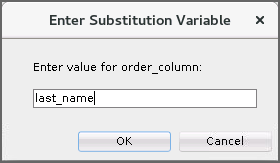 Enter Substitution Variable
Enter value for order_column:
last_name
OK
Cancel